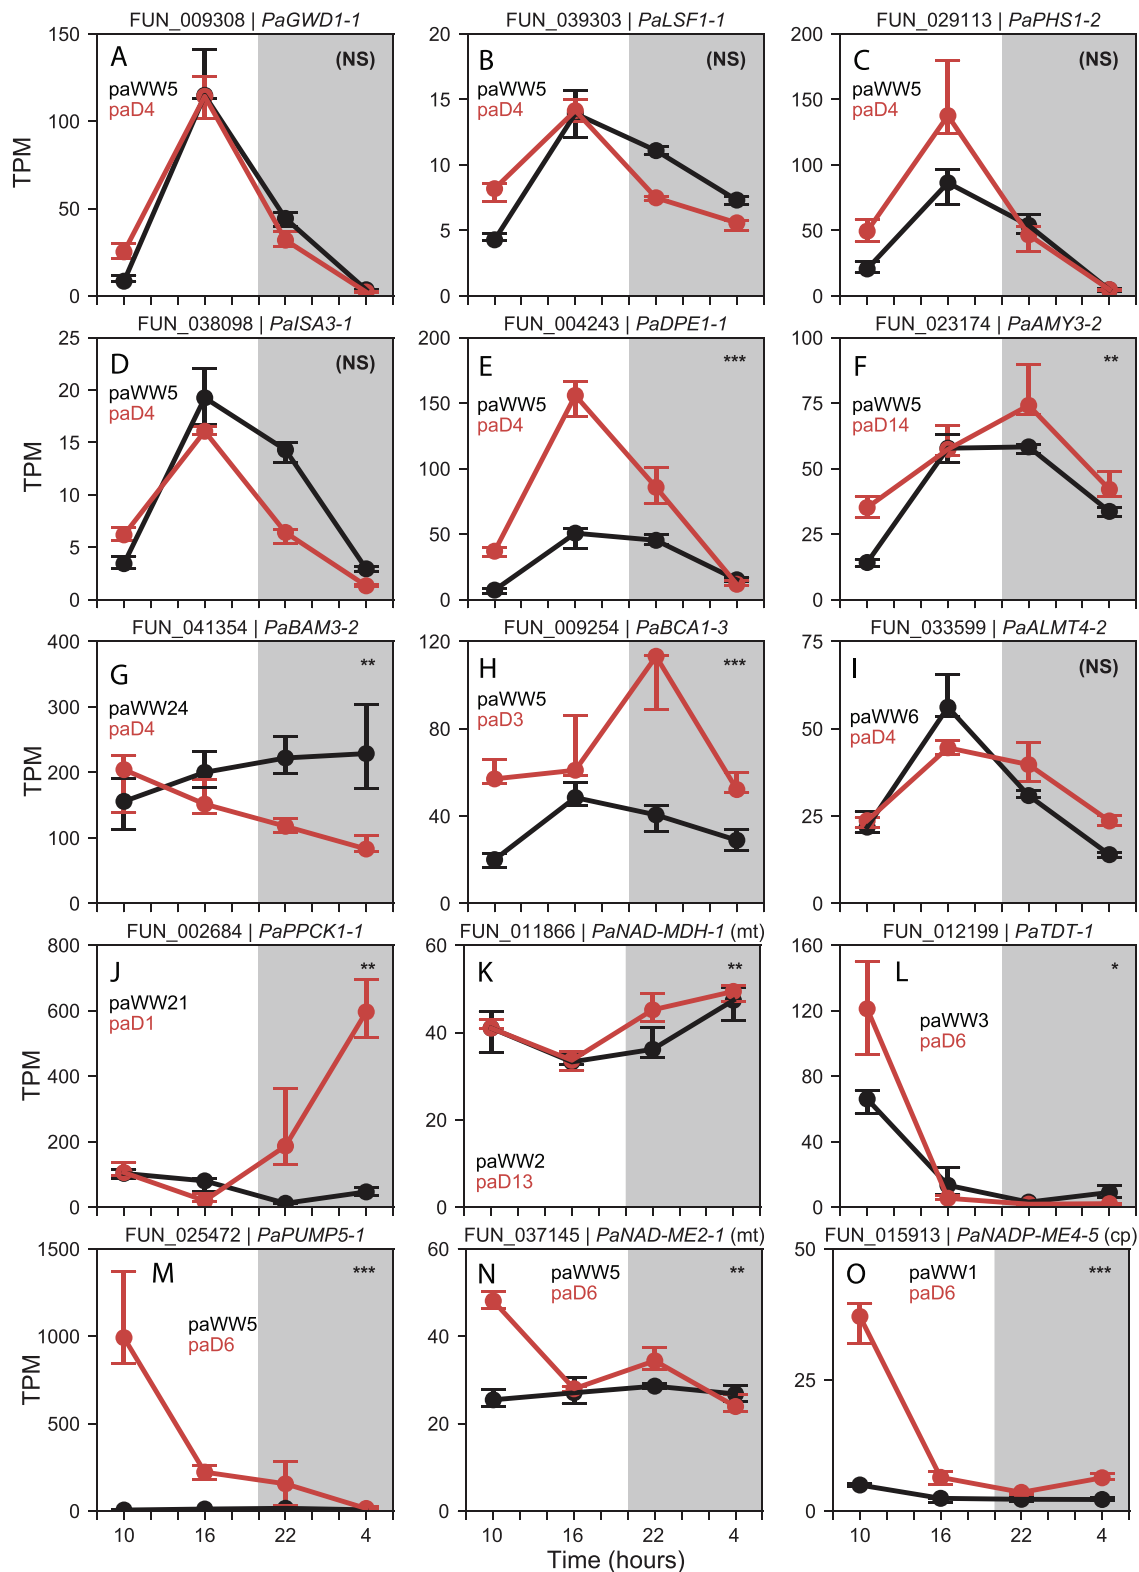 FUN_009308 | PaGWD1-1
FUN_039303 | PaLSF1-1
FUN_029113 | PaPHS1-2
A
(NS)
paWW5
paD4
TPM
150
100
50
0
B
(NS)
paWW5
paD4
20
15
10
5
0
C
(NS)
paWW5
paD4
200
150
100
50
0
FUN_038098 | PaISA3-1
FUN_004243 | PaDPE1-1
FUN_023174 | PaAMY3-2
D
(NS)
paWW5
paD4
TPM
25
20
15
10
5
0
E
***
paWW5
paD4
200
150
100
50
0
F
**
paWW5
paD14
100
75
50
25
0
FUN_041354 | PaBAM3-2
FUN_009254 | PaBCA1-3
FUN_033599 | PaALMT4-2
G
**
paWW24
paD4
TPM
400
300
200
100
0
H
***
paWW5
paD3
120
80
40
0
I
(NS)
paWW6
paD4
75
50
25
0
FUN_002684 | PaPPCK1-1
FUN_011866 | PaNAD-MDH-1 (mt)
FUN_012199 | PaTDT-1
J
**
paWW21
paD1
TPM
800
600
400
200
0
K
**
paWW2
paD13
60
40
20
0
L
*
paWW3
paD6
160
120
80
40
0
FUN_025472 | PaPUMP5-1
FUN_037145 | PaNAD-ME2-1 (mt)
FUN_015913 | PaNADP-ME4-5 (cp)
M
***
paWW5
paD6
TPM
1500
1000
500
0
10 16 22 4
N
**
paWW5
paD6
60
40
20
0
10 16 22 4
O
***
paWW1
paD6
50
25
0
10 16 22 4
Time (hours)